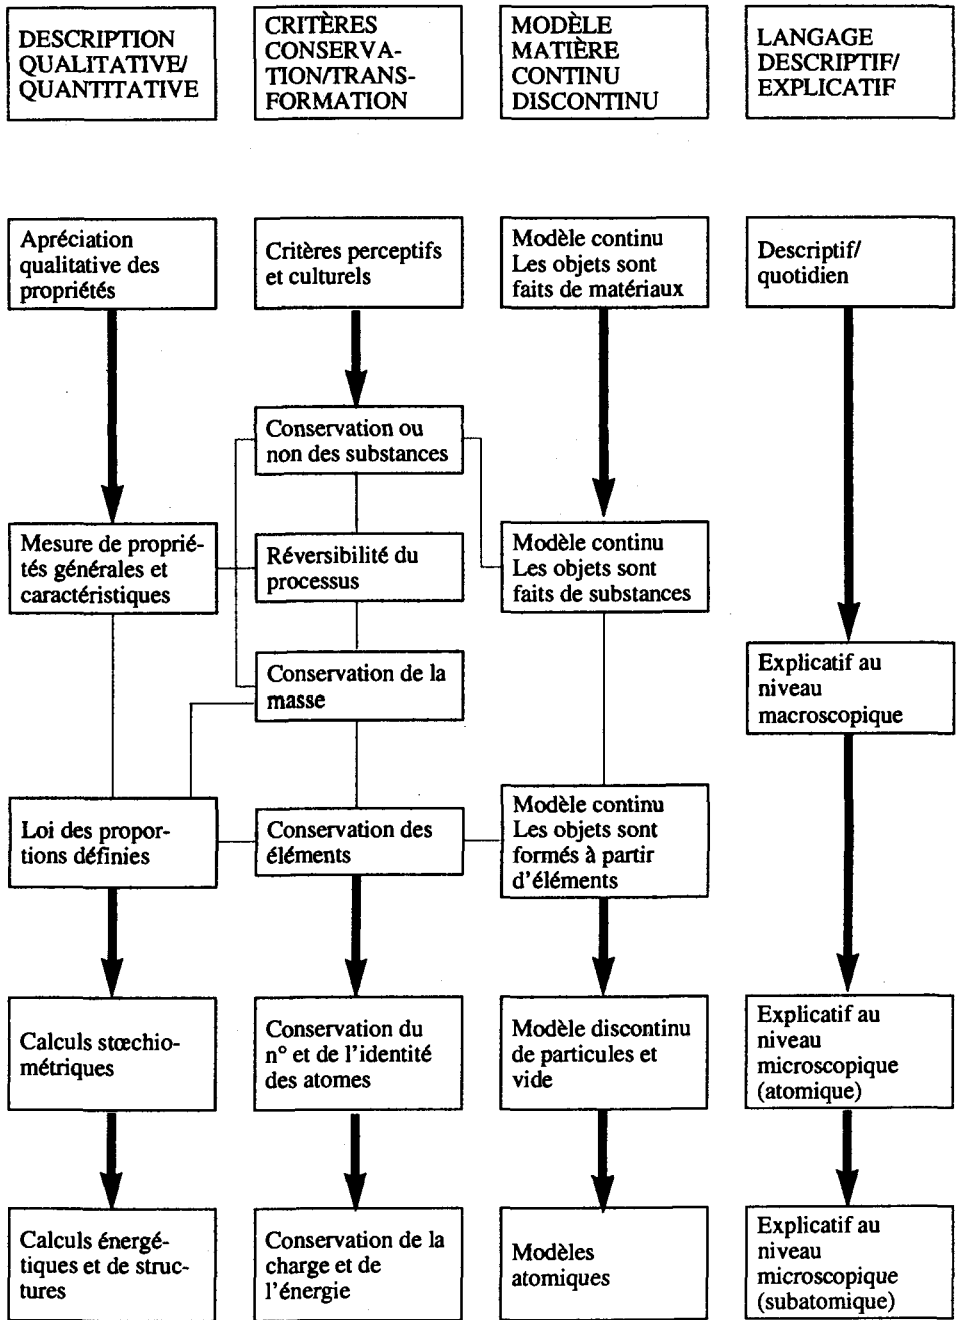 DESCRIPTION
QUALITATIVE/
QUANTITATIVE
CRITÈRES
CONSERVA-
TION/TRANS-
FORMATION
MODÈLE
MATIÈRE
CONTINU
DISCONTINU
LANGAGE
DESCRIPTIF/
EXPLICATIF
Apréciation
qualitative des
propriétés
Critères perceptifs
et culturels
Modèle continu
Les objets sont
faits de matériaux
Descriptif/
quotidien
Conservation ou
non des substances
Mesure de proprié-
tés générales et
caractéristiques
Réversibilité du
processus
Modèle continu
Les objets sont
faits de substances
Conservation de la
masse
Explicatif au
niveau
macroscopique
Loi des propor-
tions définies
Conservation des
éléments
Modèle continu
Les objets sont
formés à partir
d'éléments
Calculs stœchio-
métriques
Conservation du
n° et de l'identité
des atomes
Modèle discontinu
de particules et
vide
Explicatif au
niveau
microscopique
(atomique)
Calculs énergé-
tiques et de struc-
tures
Conservation de la
charge et de
l'énergie
Modèles
atomiques
Explicatif au
niveau
microscopique
(subatomique)